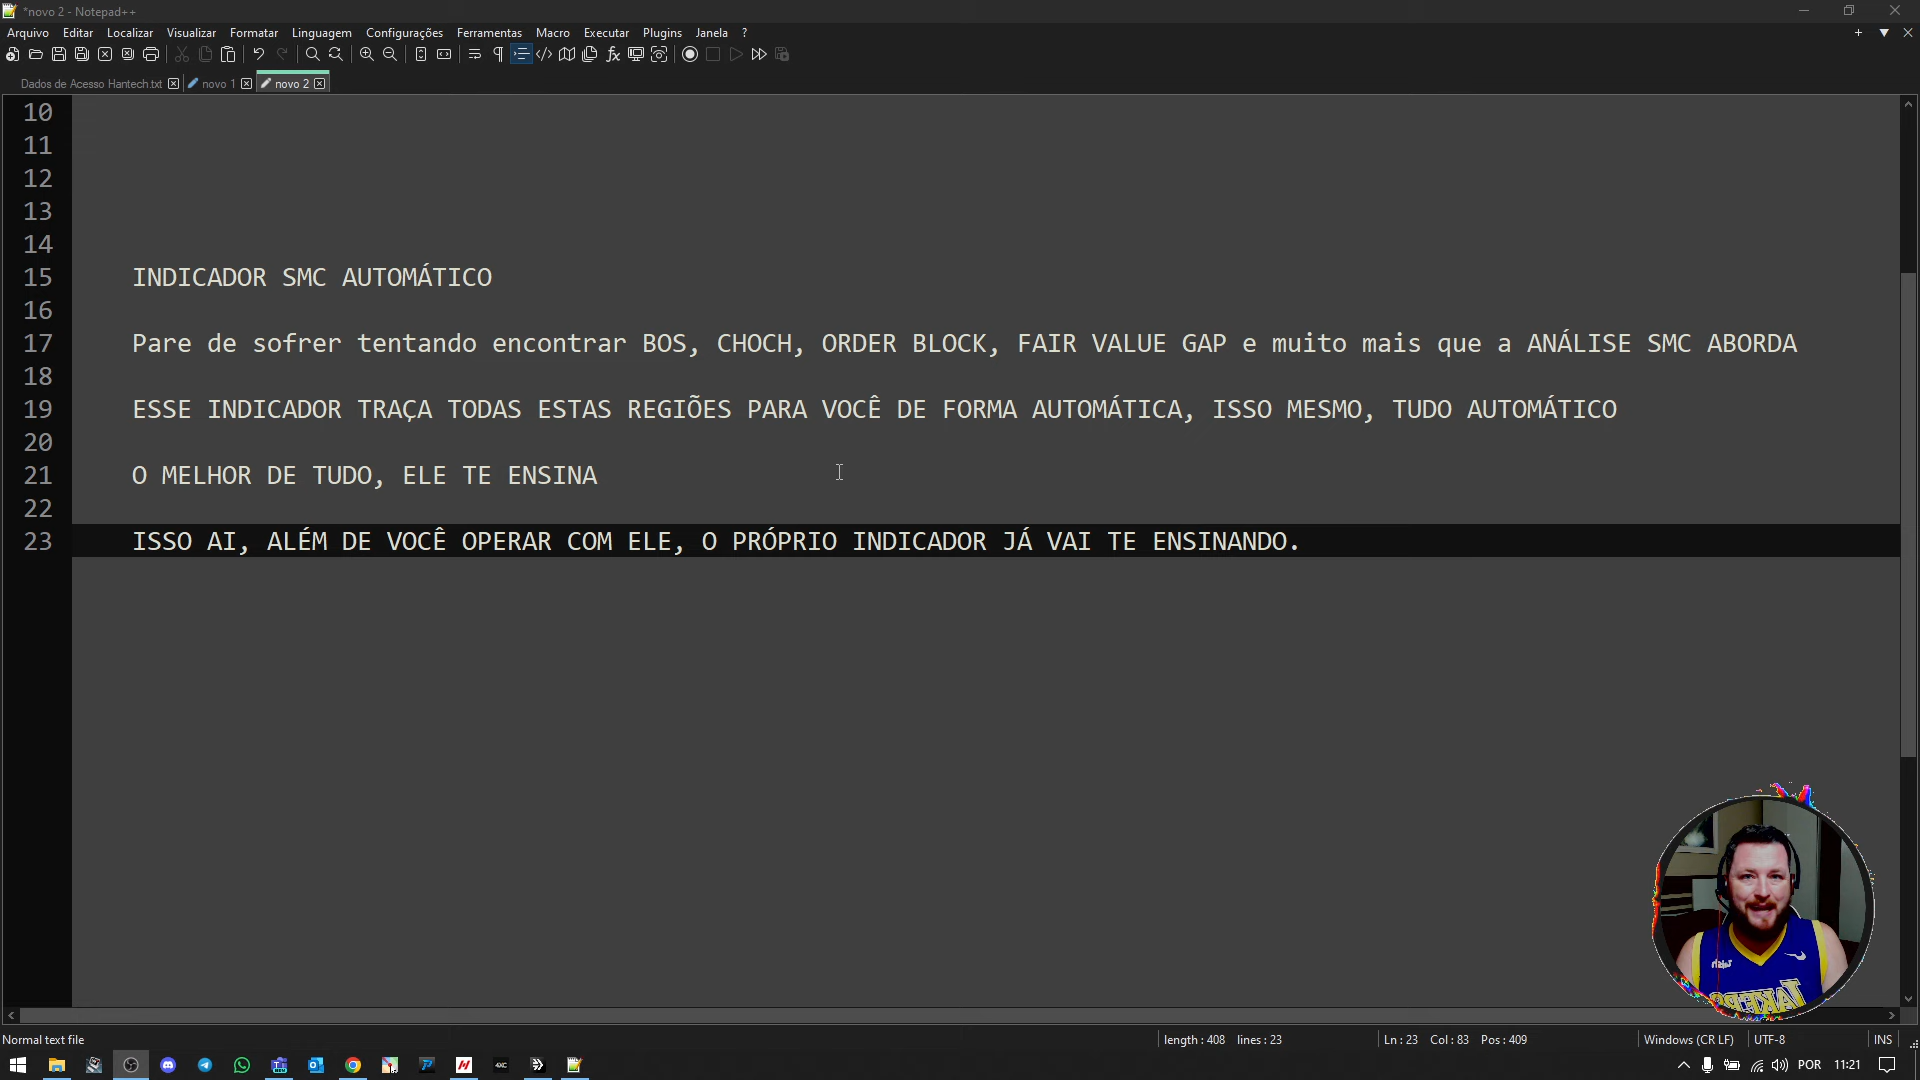 *novo 2 - Notepad++
Arquivo Editar Localizar Visualizar Formatar Linguagem Configurações Ferramentas Macro Executar Plugins Janela ?
Dados de Acesso Hantech.txt novo 1 novo 2
10
11
12
13
14
15 INDICADOR SMC AUTOMÁTICO
16
17 Pare de sofrer tentando encontrar BOS, CHOCH, ORDER BLOCK, FAIR VALUE GAP e muito mais que a ANÁLISE SMC ABORDA
18
19 ESSE INDICADOR TRAÇA TODAS ESTAS REGIÕES PARA VOCÊ DE FORMA AUTOMÁTICA, ISSO MESMO, TUDO AUTOMÁTICO
20
21 O MELHOR DE TUDO, ELE TE ENSINA
22
23 ISSO AI, ALÉM DE VOCÊ OPERAR COM ELE, O PRÓPRIO INDICADOR JÁ VAI TE ENSINANDO.
Normal text file length : 408 lines : 23 Ln : 23 Col : 83 Pos : 409 Windows (CR LF) UTF-8 INS
POR 11:21